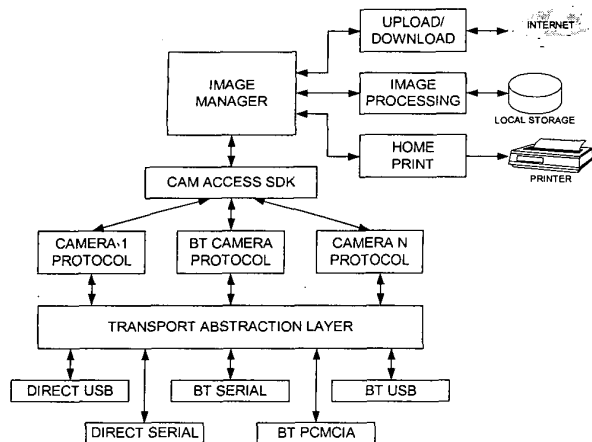 UPLOAD/
DOWNLOAD
INTERNET
IMAGE
MANAGER
IMAGE
PROCESSING
LOCAL STORAGE
HOME
PRINT
PRINTER
CAM ACCESS SDK
CAMERA 1
PROTOCOL
BT CAMERA
PROTOCOL
CAMERA N
PROTOCOL
TRANSPORT ABSTRACTION LAYER
DIRECT USB
BT SERIAL
BT USB
DIRECT SERIAL
BT PCMCIA